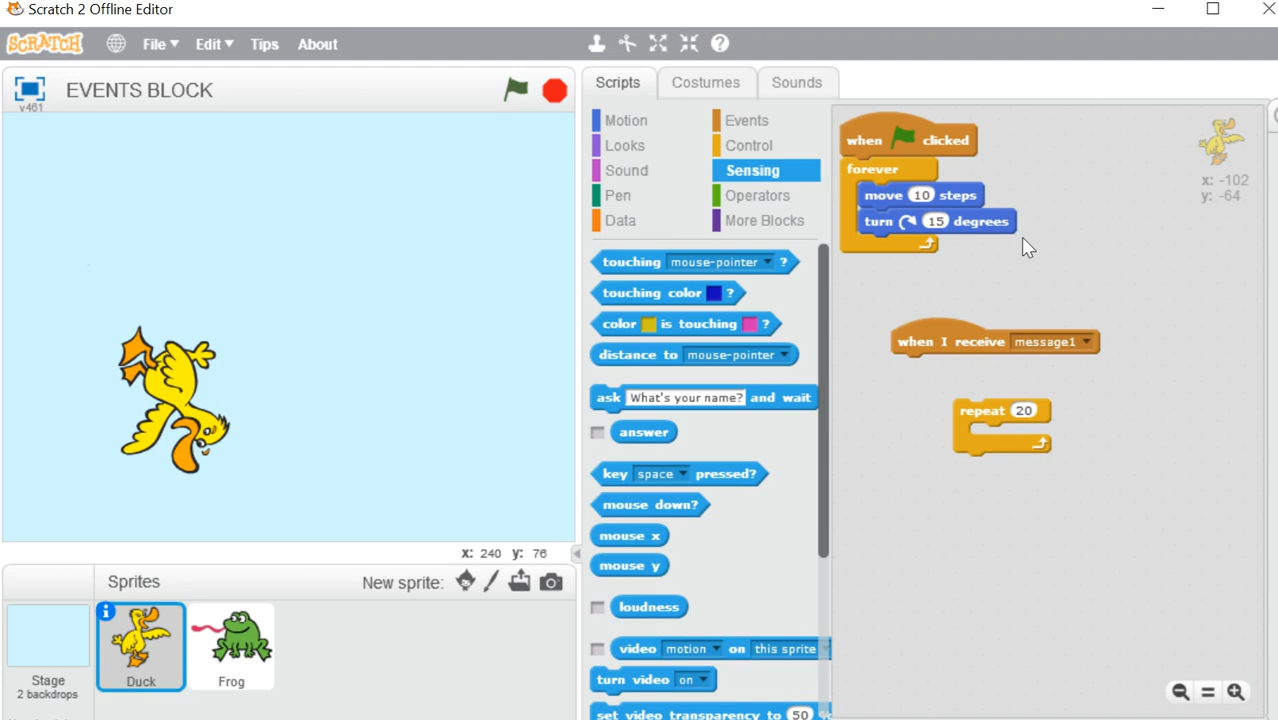 Scratch 2 Offline Editor
SCRATCH File Edit Tips About
v461 EVENTS BLOCK
Scripts Costumes Sounds
Motion Events
Looks Control
Sound Sensing
Pen Operators
Data More Blocks
touching mouse-pointer ?
touching color ?
color is touching ?
distance to mouse-pointer
ask What's your name? and wait
answer
key space pressed?
mouse down?
mouse x
mouse y
loudness
video motion on this sprite
turn video on
set video transparency to 50 %
when clicked
forever
move 10 steps
turn 15 degrees
when I receive message1
repeat 20
x: -102
y: -64
x: 240 y: 76
Sprites New sprite:
Stage
2 backdrops
Duck
Frog